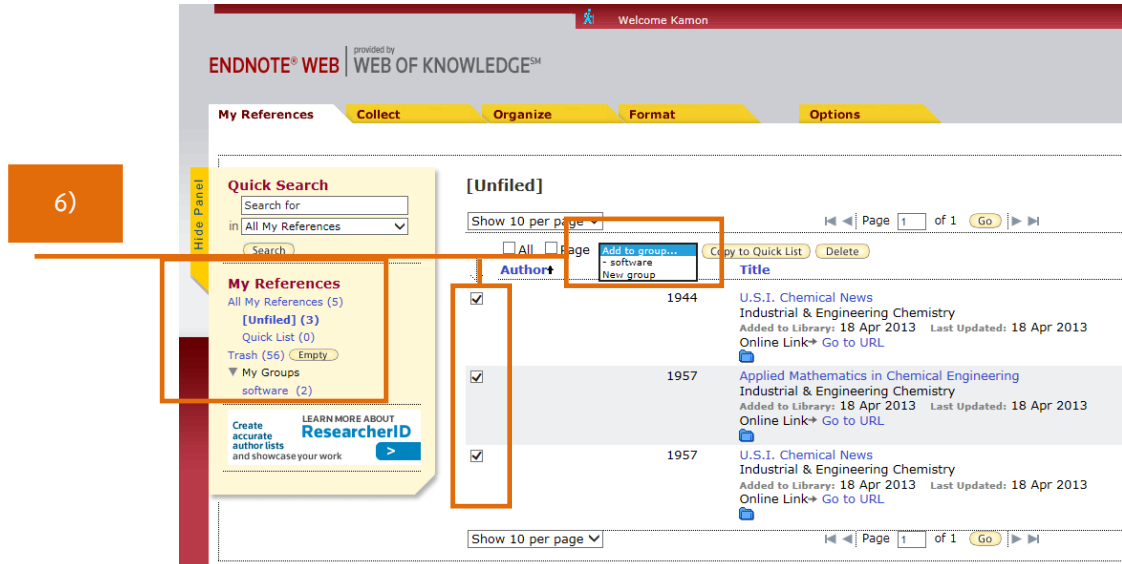 Welcome Kamon
ENDNOTE® WEB provided by WEB OF KNOWLEDGE℠
My References Collect Organize Format Options
6)
Hide Panel
Quick Search
Search for
in All My References
Search
My References
All My References (5)
[Unfiled] (3)
Quick List (0)
Trash (56) Empty
▼ My Groups
software (2)
Create accurate author lists and showcase your work
LEARN MORE ABOUT
ResearcherID
>
[Unfiled]
Show 10 per page Page 1 of 1 Go
All Page Add to group... Copy to Quick List Delete
- software
New group
Author Title
1944 U.S.I. Chemical News
Industrial & Engineering Chemistry
Added to Library: 18 Apr 2013 Last Updated: 18 Apr 2013
Online Link➔ Go to URL
1957 Applied Mathematics in Chemical Engineering
Industrial & Engineering Chemistry
Added to Library: 18 Apr 2013 Last Updated: 18 Apr 2013
Online Link➔ Go to URL
1957 U.S.I. Chemical News
Industrial & Engineering Chemistry
Added to Library: 18 Apr 2013 Last Updated: 18 Apr 2013
Online Link➔ Go to URL
Show 10 per page Page 1 of 1 Go